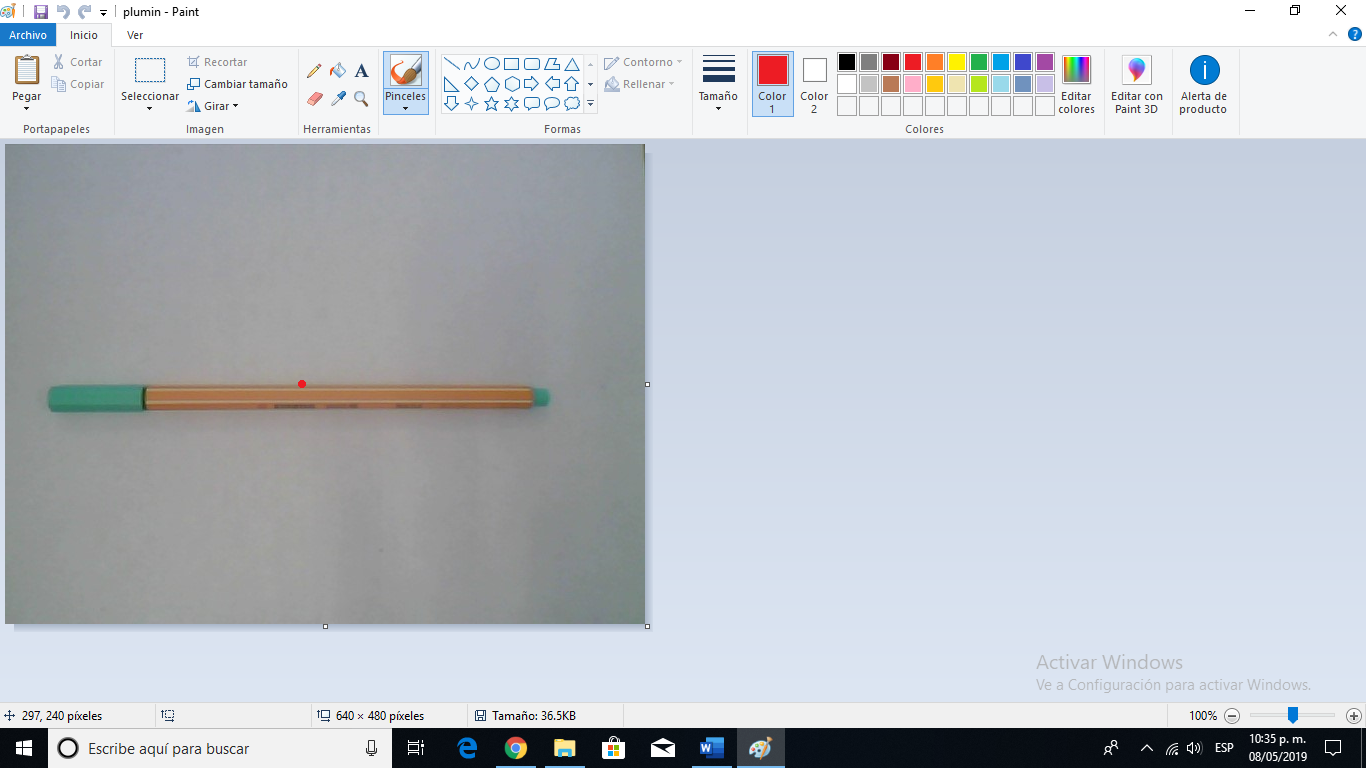 plumin - Paint
Archivo Inicio Ver
Pegar
Cortar
Copiar
Portapapeles
Seleccionar
Recortar
Cambiar tamaño
Girar
Imagen
A
Herramientas
Pinceles
Contorno
Rellenar
Formas
Tamaño
Color 1
Color 2
Editar colores
Colores
Editar con Paint 3D
Alerta de producto
Activar Windows
Ve a Configuración para activar Windows.
297, 240 píxeles
640 × 480 píxeles
Tamaño: 36.5KB
100%
Escribe aquí para buscar
ESP
10:35 p. m.
08/05/2019